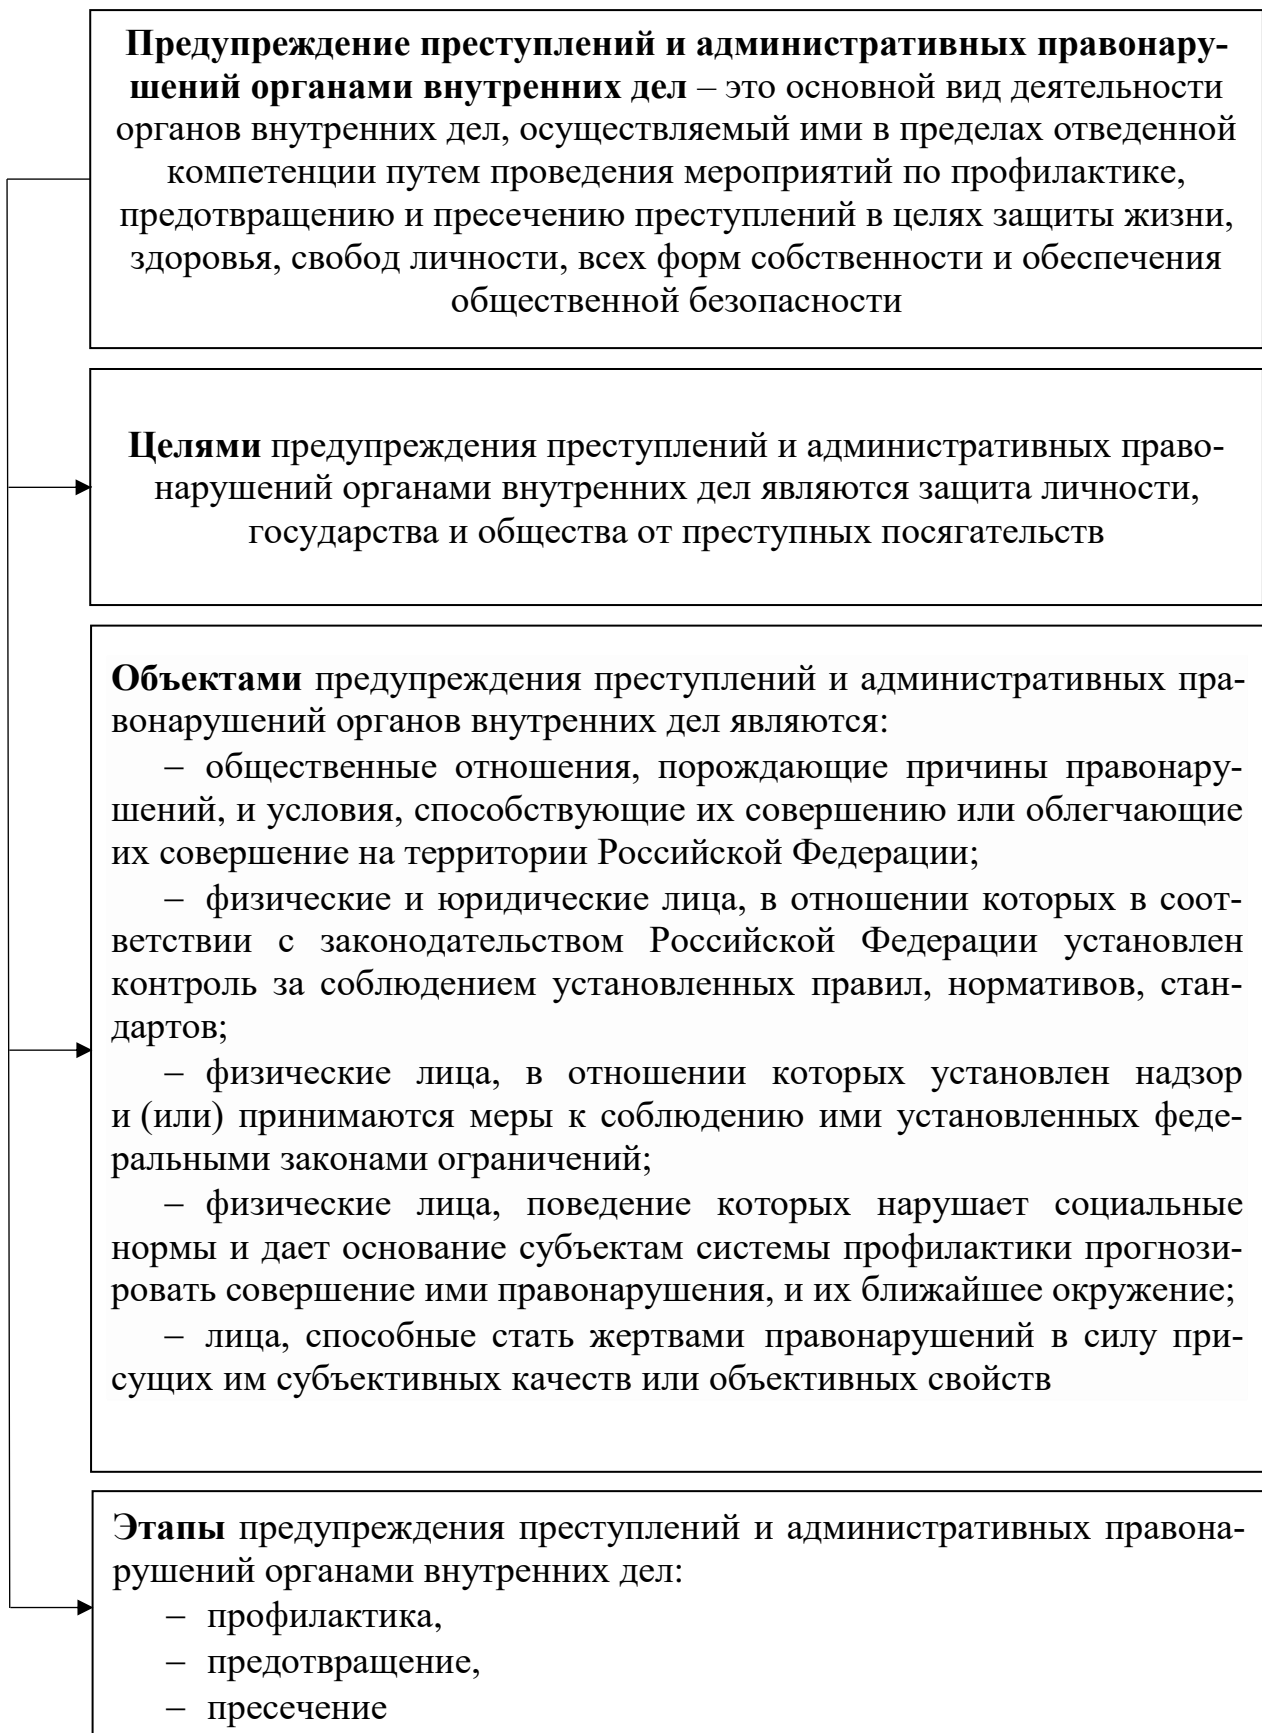 Предупреждение преступлений и административных правонару-
шений органами внутренних дел – это основной вид деятельности
органов внутренних дел, осуществляемый ими в пределах отведенной
компетенции путем проведения мероприятий по профилактике,
предотвращению и пресечению преступлений в целях защиты жизни,
здоровья, свобод личности, всех форм собственности и обеспечения
общественной безопасности
Целями предупреждения преступлений и административных право-
нарушений органами внутренних дел являются защита личности,
государства и общества от преступных посягательств
Объектами предупреждения преступлений и административных пра-
вонарушений органов внутренних дел являются:
– общественные отношения, порождающие причины правонару-
шений, и условия, способствующие их совершению или облегчающие
их совершение на территории Российской Федерации;
– физические и юридические лица, в отношении которых в соот-
ветствии с законодательством Российской Федерации установлен
контроль за соблюдением установленных правил, нормативов, стан-
дартов;
– физические лица, в отношении которых установлен надзор
и (или) принимаются меры к соблюдению ими установленных феде-
ральными законами ограничений;
– физические лица, поведение которых нарушает социальные
нормы и дает основание субъектам системы профилактики прогнози-
ровать совершение ими правонарушения, и их ближайшее окружение;
– лица, способные стать жертвами правонарушений в силу при-
сущих им субъективных качеств или объективных свойств
Этапы предупреждения преступлений и административных правона-
рушений органами внутренних дел:
– профилактика,
– предотвращение,
– пресечение